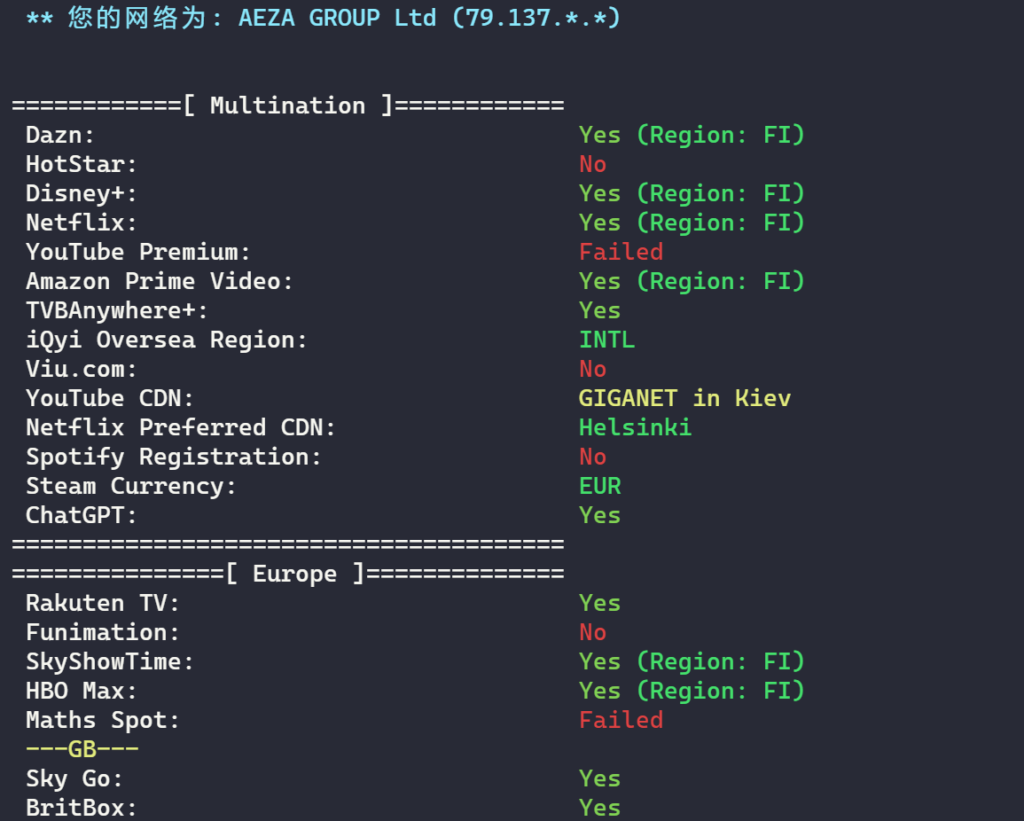 ** 您的网络为: AEZA GROUP Ltd (79.137.*.*)
============[ Multination ]============
Dazn: Yes (Region: FI)
HotStar: No
Disney+: Yes (Region: FI)
Netflix: Yes (Region: FI)
YouTube Premium: Failed
Amazon Prime Video: Yes (Region: FI)
TVBAnywhere+: Yes
iQyi Oversea Region: INTL
Viu.com: No
YouTube CDN: GIGANET in Kiev
Netflix Preferred CDN: Helsinki
Spotify Registration: No
Steam Currency: EUR
ChatGPT: Yes
=======================================
===============[ Europe ]==============
Rakuten TV: Yes
Funimation: No
SkyShowTime: Yes (Region: FI)
HBO Max: Yes (Region: FI)
Maths Spot: Failed
---GB---
Sky Go: Yes
BritBox: Yes